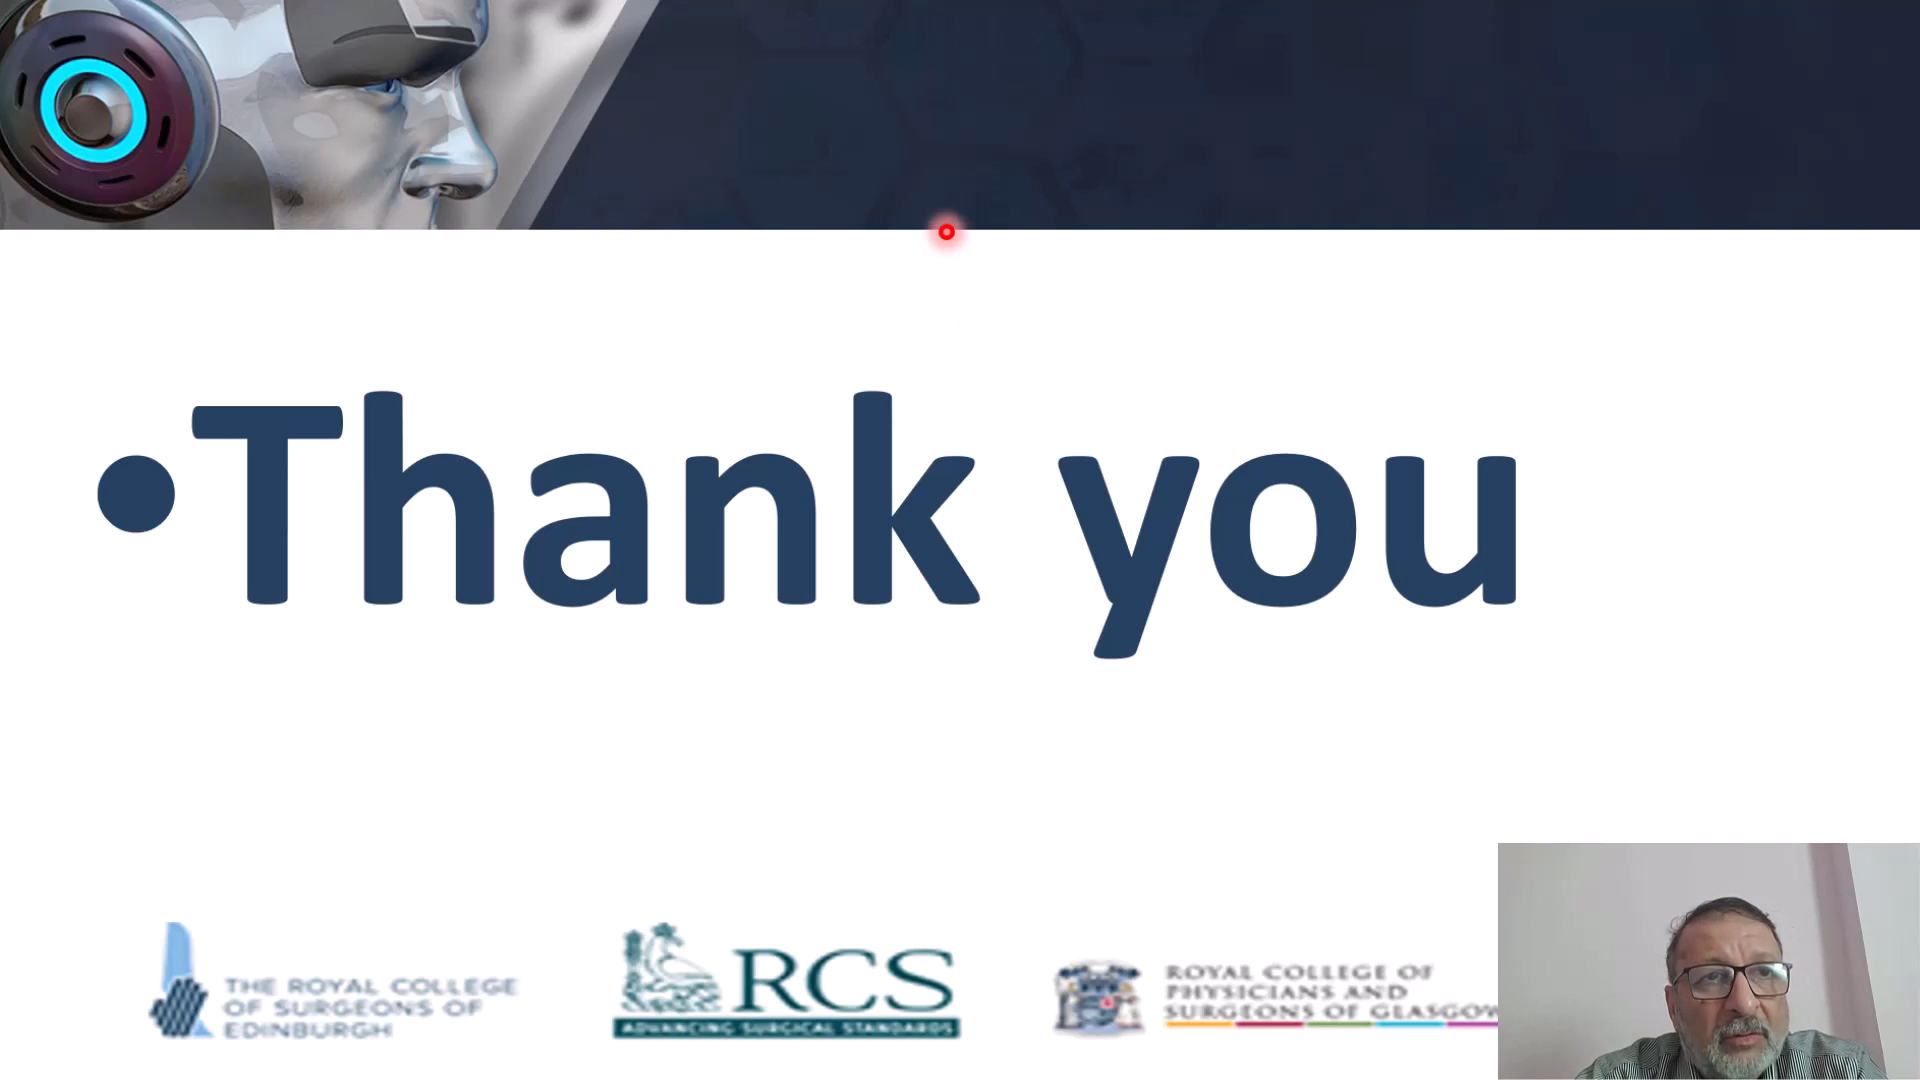 •Thank you
THE ROYAL COLLEGE
OF SURGEONS OF
EDINBURGH
RCS
ADVANCING SURGICAL STANDARDS
ROYAL COLLEGE OF
PHYSICIANS AND
SURGEONS OF GLASGOW